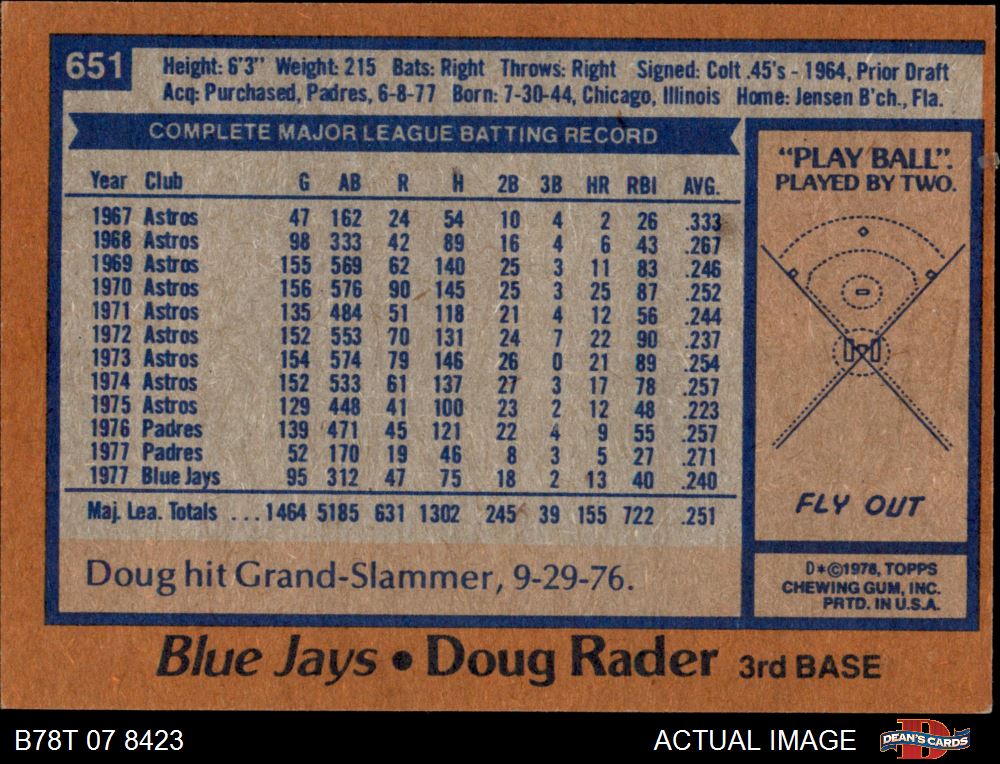 651
Height: 6'3" Weight: 215 Bats: Right Throws: Right Signed: Colt .45's - 1964, Prior Draft
Acq: Purchased, Padres, 6-8-77 Born: 7-30-44, Chicago, Illinois Home: Jensen B'ch., Fla.
COMPLETE MAJOR LEAGUE BATTING RECORD
Year Club G AB R H 2B 3B HR RBI AVG.
1967 Astros 47 162 24 54 10 4 2 26 .333
1968 Astros 98 333 42 89 16 4 6 43 .267
1969 Astros 155 569 62 140 25 3 11 83 .246
1970 Astros 156 576 90 145 25 3 25 87 .252
1971 Astros 135 484 51 118 21 4 12 56 .244
1972 Astros 152 553 70 131 24 7 22 90 .237
1973 Astros 154 574 79 146 26 0 21 89 .254
1974 Astros 152 533 61 137 27 3 17 78 .257
1975 Astros 129 448 41 100 23 2 12 48 .223
1976 Padres 139 471 45 121 22 4 9 55 .257
1977 Padres 52 170 19 46 8 3 5 27 .271
1977 Blue Jays 95 312 47 75 18 2 13 40 .240
Maj. Lea. Totals ...1464 5185 631 1302 245 39 155 722 .251
Doug hit Grand-Slammer, 9-29-76.
"PLAY BALL".
PLAYED BY TWO.
FLY OUT
D*©1978, TOPPS
CHEWING GUM, INC.
PRTD. IN U.S.A.
Blue Jays • Doug Rader 3rd BASE
B78T 07 8423
ACTUAL IMAGE
D
DEAN'S CARDS